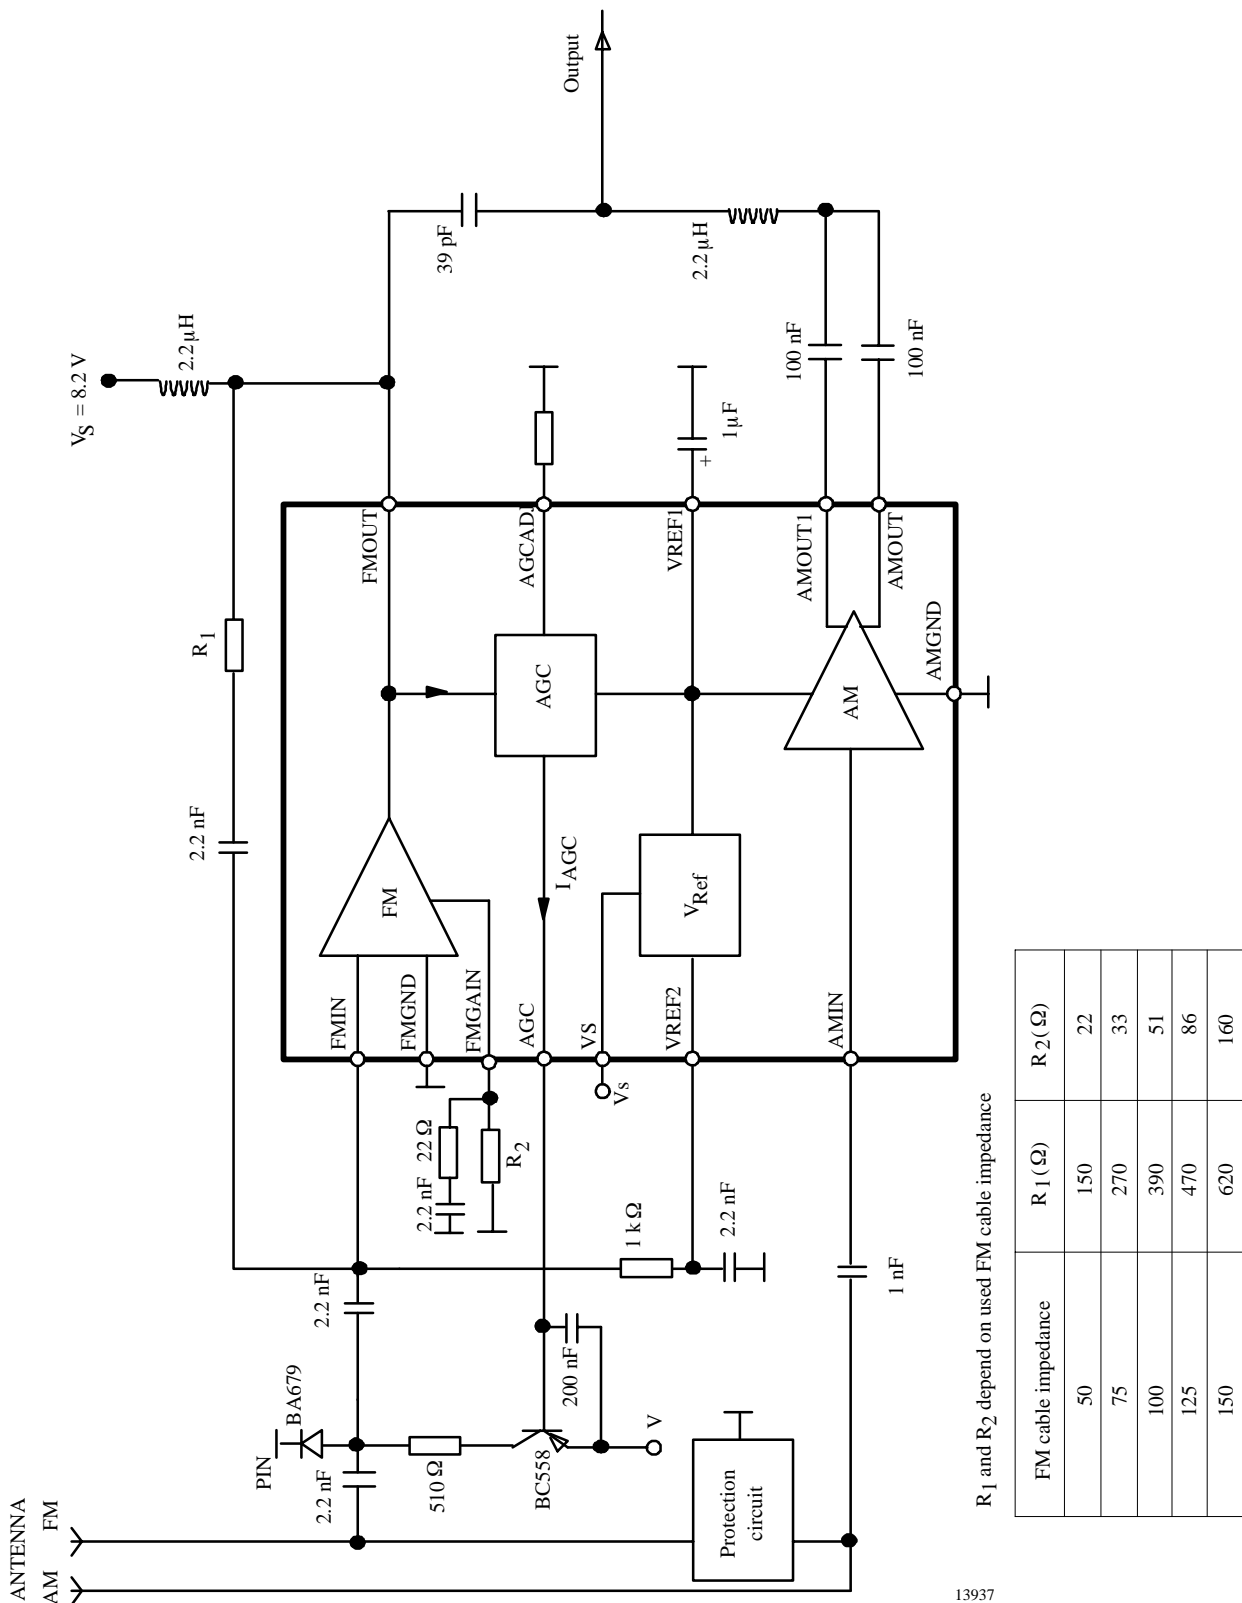 ANTENNA
AM FM
PIN
BA679
2.2 nF
2.2 nF
510 Ω
BC558
200 nF
V
Protection
circuit
1 nF
1 kΩ
2.2 nF
2.2 nF
22 Ω
R2
2.2 nF
R1
VS = 8.2 V
2.2 μH
39 pF
Output
2.2 μH
100 nF
100 nF
1 μF
+
FMIN
FMGND
FMGAIN
AGC
VS
Vs
VREF2
AMIN
FM
IAGC
AGC
VRef
AM
FMOUT
AGCADJ
VREF1
AMOUT1
AMOUT
AMGND
R1 and R2 depend on used FM cable impedance
FM cable impedance R1(Ω) R2(Ω)
50 150 22
75 270 33
100 390 51
125 470 86
150 620 160
13937